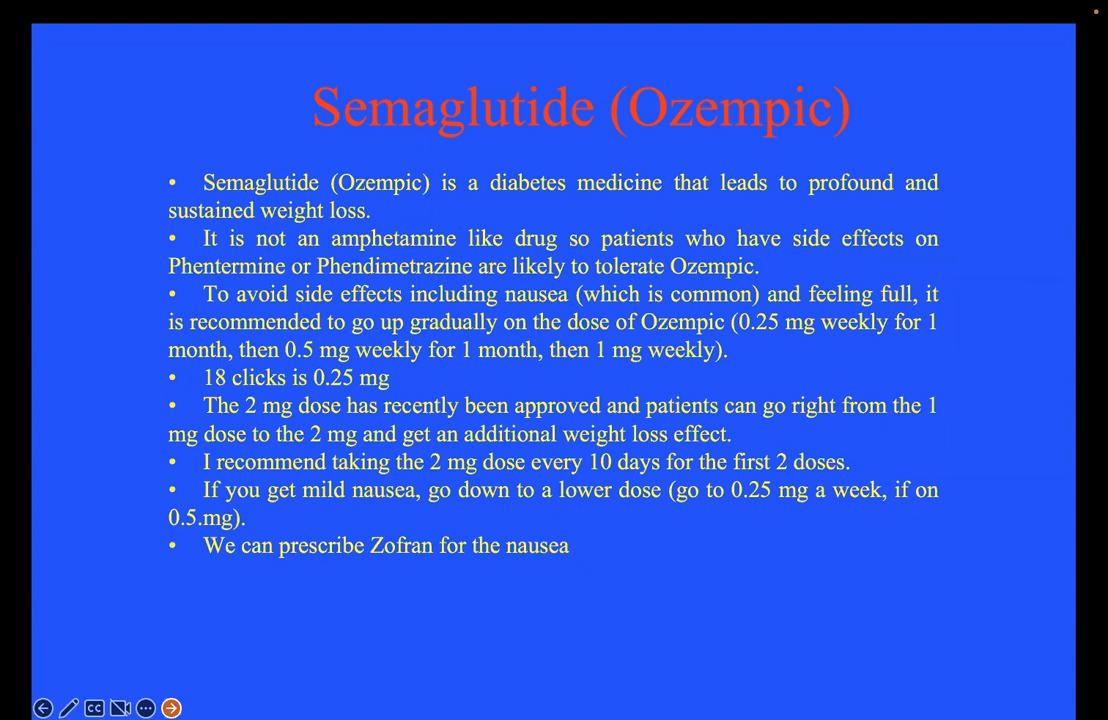 Semaglutide (Ozempic)
• Semaglutide (Ozempic) is a diabetes medicine that leads to profound and
sustained weight loss.
• It is not an amphetamine like drug so patients who have side effects on
Phentermine or Phendimetrazine are likely to tolerate Ozempic.
• To avoid side effects including nausea (which is common) and feeling full, it
is recommended to go up gradually on the dose of Ozempic (0.25 mg weekly for 1
month, then 0.5 mg weekly for 1 month, then 1 mg weekly).
• 18 clicks is 0.25 mg
• The 2 mg dose has recently been approved and patients can go right from the 1
mg dose to the 2 mg and get an additional weight loss effect.
• I recommend taking the 2 mg dose every 10 days for the first 2 doses.
• If you get mild nausea, go down to a lower dose (go to 0.25 mg a week, if on
0.5.mg).
• We can prescribe Zofran for the nausea
CC